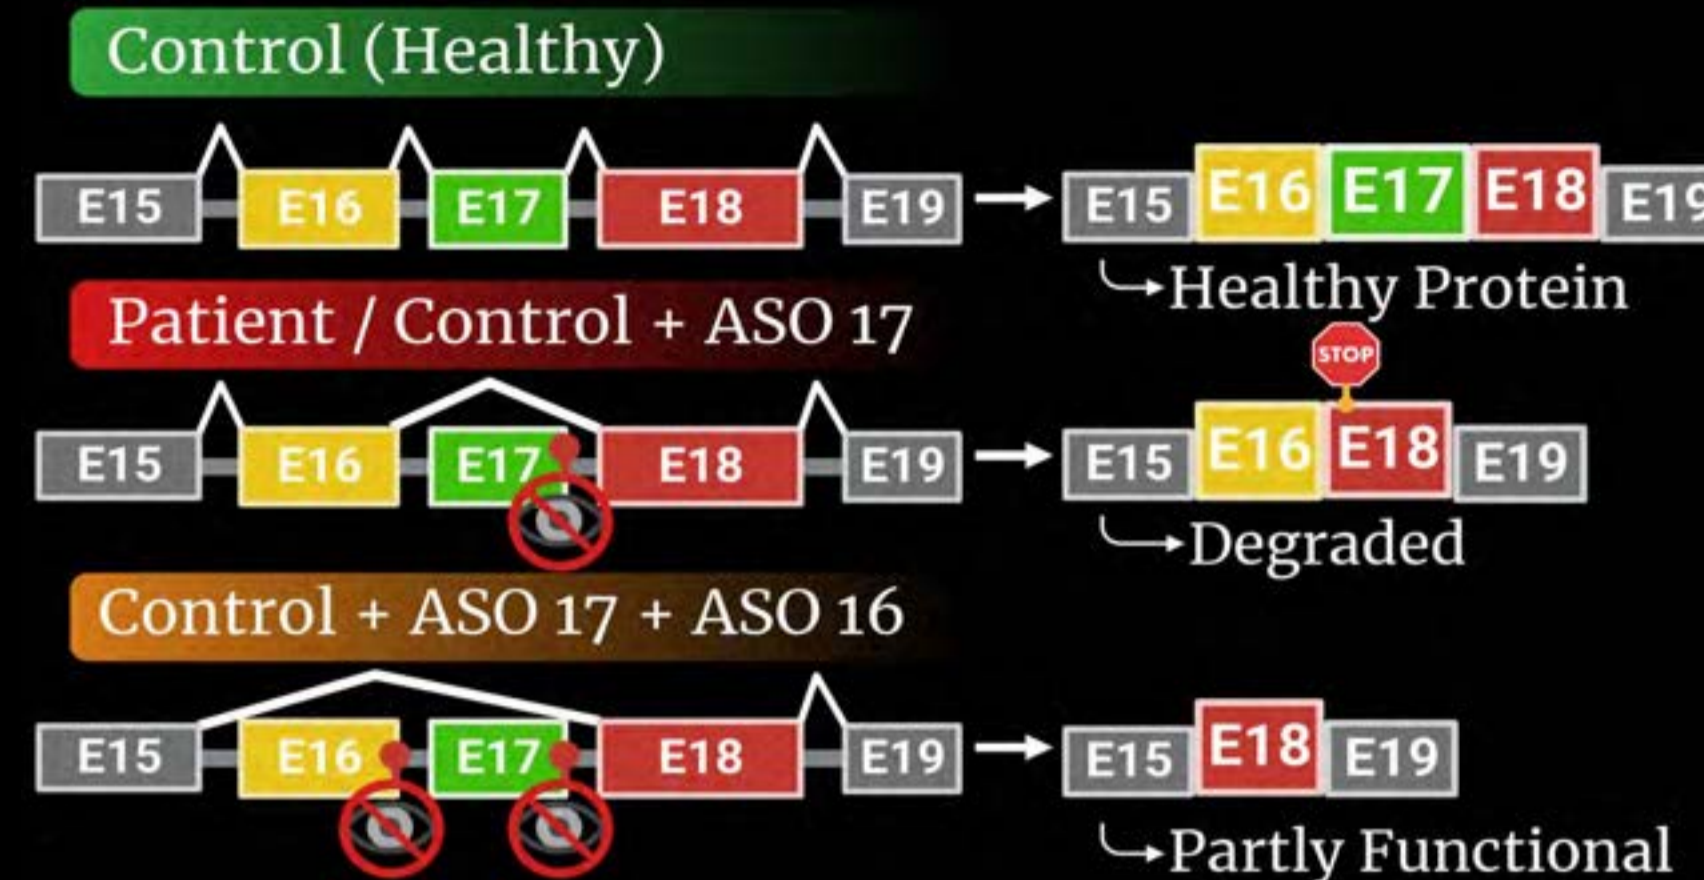 Control (Healthy)
E15 E16 E17 E18 E19 E15 E16 E17 E18 E19
Healthy Protein
Patient / Control + ASO 17
STOP
E15 E16 E17 E18 E19 E15 E16 E18 E19
Degraded
Control + ASO 17 + ASO 16
E15 E16 E17 E18 E19 E15 E18 E19
Partly Functional